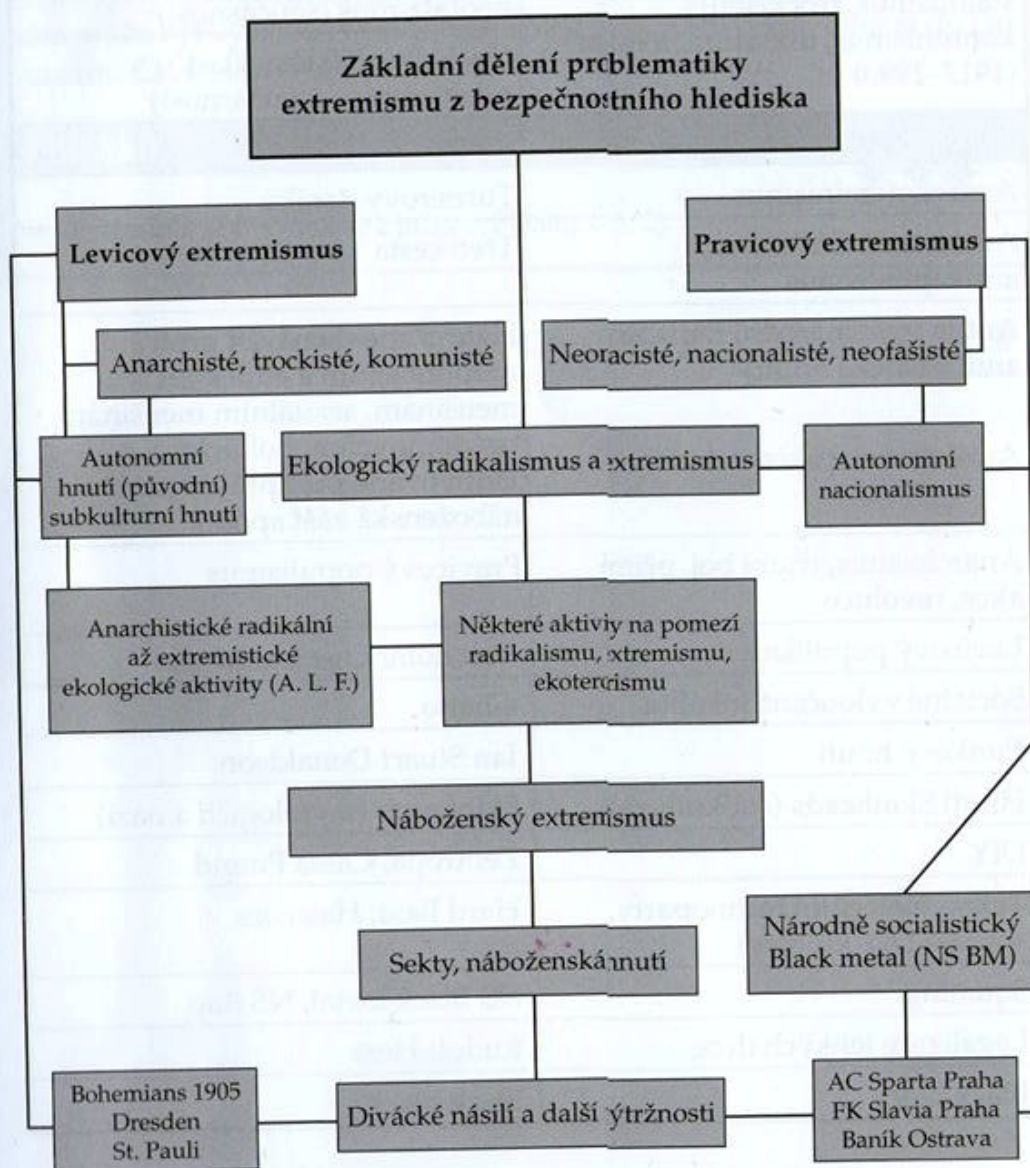 Základní dělení problematiky
extremismu z bezpečnostního hlediska
Levicový extremismus
Pravicový extremismus
Anarchisté, trockisté, komunisté
Neoracisté, nacionalisté, neofašisté
Autonomní
hnutí (původní)
subkulturní hnutí
Ekologický radikalismus a extremismus
Autonomní
nacionalismus
Anarchistické radikální
až extremistické
ekologické aktivity (A. L. F.)
Některé aktiviy na pomezí
radikalismu, xtremismu,
ekoterorismu
Náboženský extremismus
Sekty, náboženská nutí
Národně socialistický
Black metal (NS BM)
Bohemians 1905
Dresden
St. Pauli
Divácké násilí a další ýtržnosti
AC Sparta Praha
FK Slavia Praha
Baník Ostrava